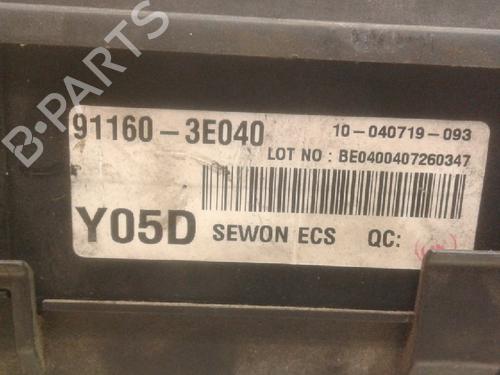 91160-3E040
10-040719-093
LOT NO : BE0400407260347
Y05D
SEWON ECS
QC:
B-PARTS